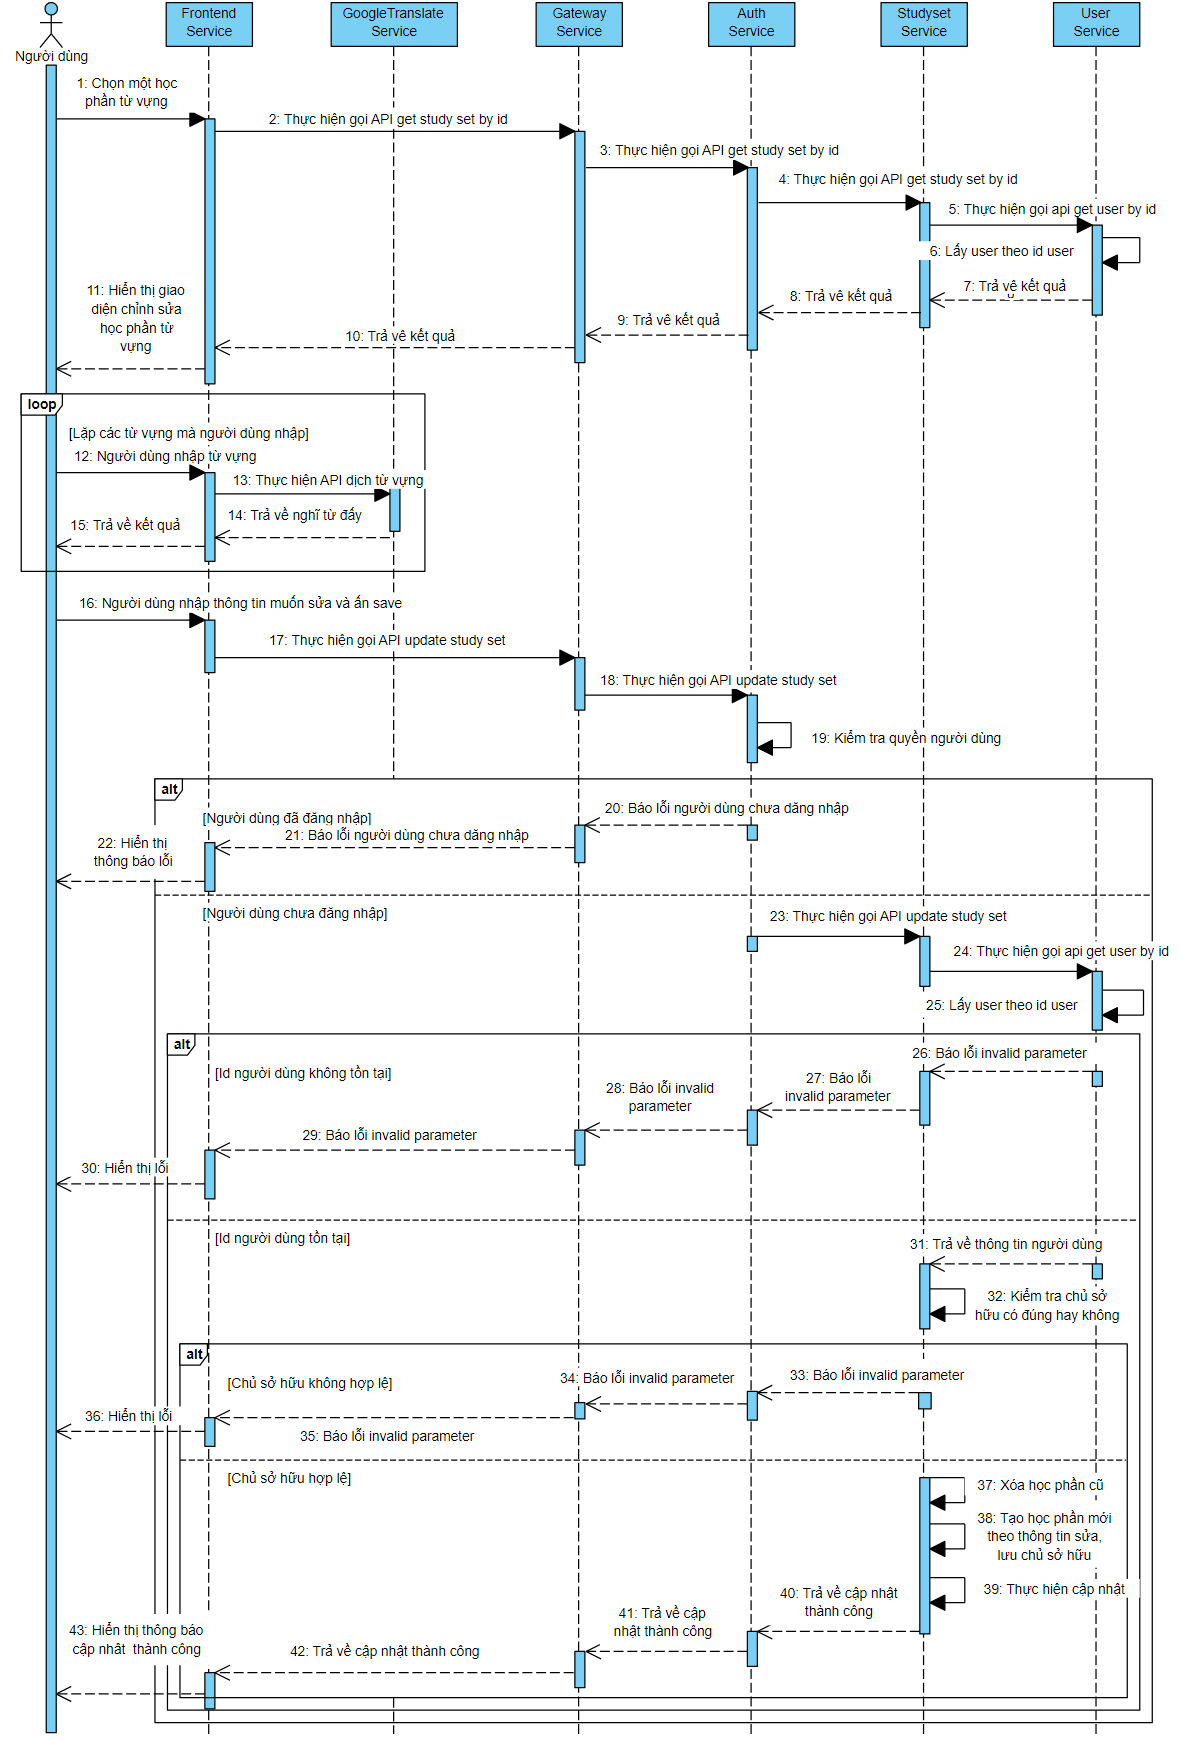 Người dùng
Frontend
Service
GoogleTranslate
Service
Gateway
Service
Auth
Service
Studyset
Service
User
Service
1: Chọn một học
phần từ vựng
2: Thực hiện gọi API get study set by id
3: Thực hiện gọi API get study set by id
4: Thực hiện gọi API get study set by id
5: Thực hiện gọi api get user by id
6: Lấy user theo id user
7: Trả về kết quả
8: Trả vê kết quả
9: Trả vê kết quả
10: Trả vê kết quả
11: Hiển thị giao
diện chỉnh sửa
học phần từ
vựng
loop
[Lặp các từ vựng mà người dùng nhập]
12: Người dùng nhập từ vựng
13: Thực hiện API dịch từ vựng
14: Trả về nghĩ từ đấy
15: Trả về kết quả
16: Người dùng nhập thông tin muốn sửa và ấn save
17: Thực hiện gọi API update study set
18: Thực hiện gọi API update study set
19: Kiểm tra quyền người dùng
alt
[Người dùng đã đăng nhập]
20: Báo lỗi người dùng chưa dăng nhập
21: Báo lỗi người dùng chưa dăng nhập
22: Hiển thị
thông báo lỗi
[Người dùng chưa đăng nhập]
23: Thực hiện gọi API update study set
24: Thực hiện gọi api get user by id
25: Lấy user theo id user
alt
[Id người dùng không tồn tại]
26: Báo lỗi invalid parameter
27: Báo lỗi
invalid parameter
28: Báo lỗi invalid
parameter
29: Báo lỗi invalid parameter
30: Hiển thị lỗi
[Id người dùng tồn tại]
31: Trả về thông tin người dùng
32: Kiểm tra chủ sở
hữu có đúng hay không
alt
[Chủ sở hữu không hợp lệ]
33: Báo lỗi invalid parameter
34: Báo lỗi invalid parameter
35: Báo lỗi invalid parameter
36: Hiển thị lỗi
[Chủ sở hữu hợp lệ]
37: Xóa học phần cũ
38: Tạo học phần mới
theo thông tin sửa,
lưu chủ sở hữu
39: Thực hiện cập nhật
40: Trả về cập nhật
thành công
41: Trả về cập
nhật thành công
42: Trả về cập nhật thành công
43: Hiển thị thông báo
cập nhât thành công